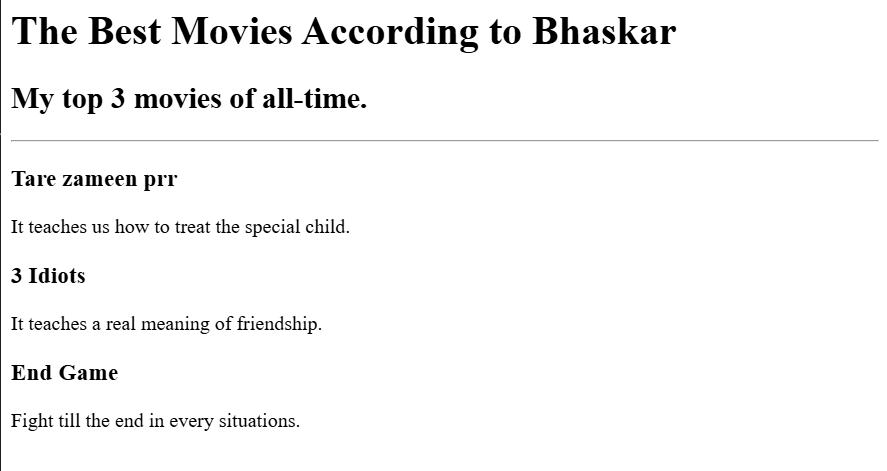 The Best Movies According to Bhaskar
My top 3 movies of all-time.
Tare zameen prr
It teaches us how to treat the special child.
3 Idiots
It teaches a real meaning of friendship.
End Game
Fight till the end in every situations.